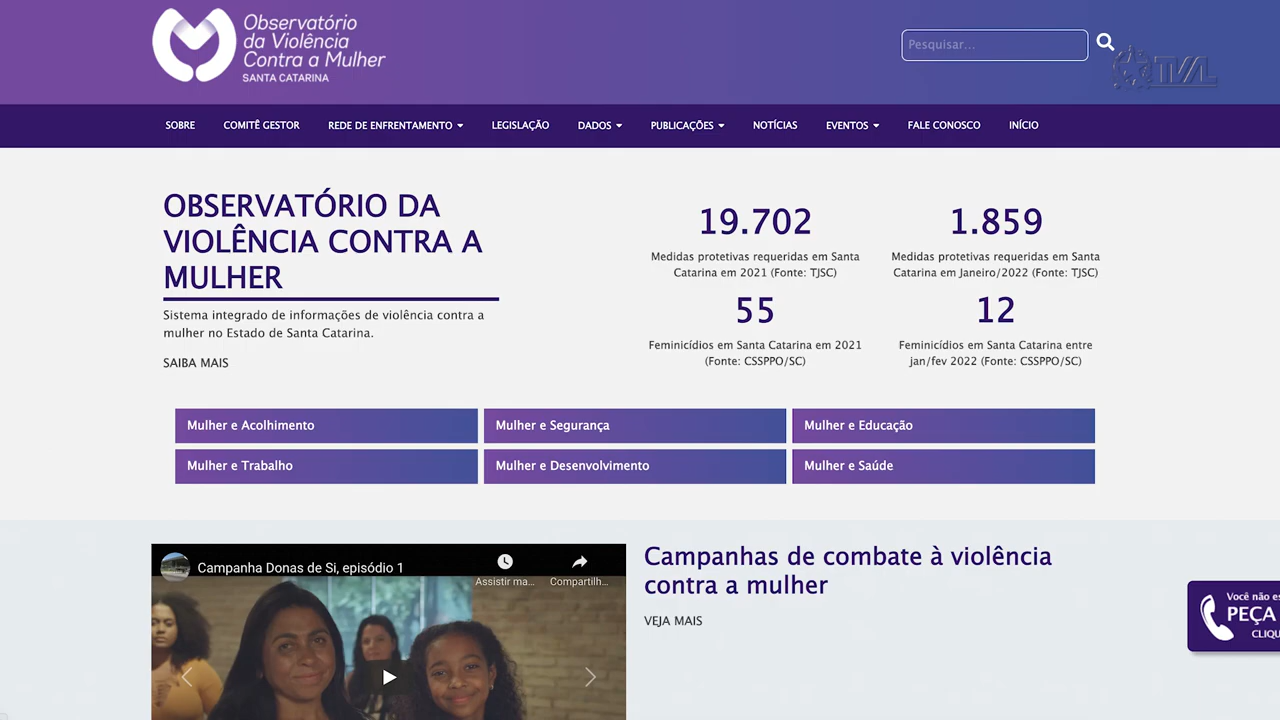 Observatório
da Violência
Contra a Mulher
SANTA CATARINA
Pesquisar...
TVAL
SOBRE
COMITÊ GESTOR
REDE DE ENFRENTAMENTO
LEGISLAÇÃO
DADOS
PUBLICAÇÕES
NOTÍCIAS
EVENTOS
FALE CONOSCO
INÍCIO
OBSERVATÓRIO DA
VIOLÊNCIA CONTRA A
MULHER
Sistema integrado de informações de violência contra a
mulher no Estado de Santa Catarina.
SAIBA MAIS
19.702
Medidas protetivas requeridas em Santa
Catarina em 2021 (Fonte: TJSC)
1.859
Medidas protetivas requeridas em Santa
Catarina em Janeiro/2022 (Fonte: TJSC)
55
Feminicídios em Santa Catarina em 2021
(Fonte: CSSPPO/SC)
12
Feminicídios em Santa Catarina entre
jan/fev 2022 (Fonte: CSSPPO/SC)
Mulher e Acolhimento
Mulher e Segurança
Mulher e Educação
Mulher e Trabalho
Mulher e Desenvolvimento
Mulher e Saúde
Campanha Donas de Si, episódio 1
Assistir ma...
Compartilh...
Campanhas de combate à violência
contra a mulher
VEJA MAIS
Você não es
PEÇA
CLIQU